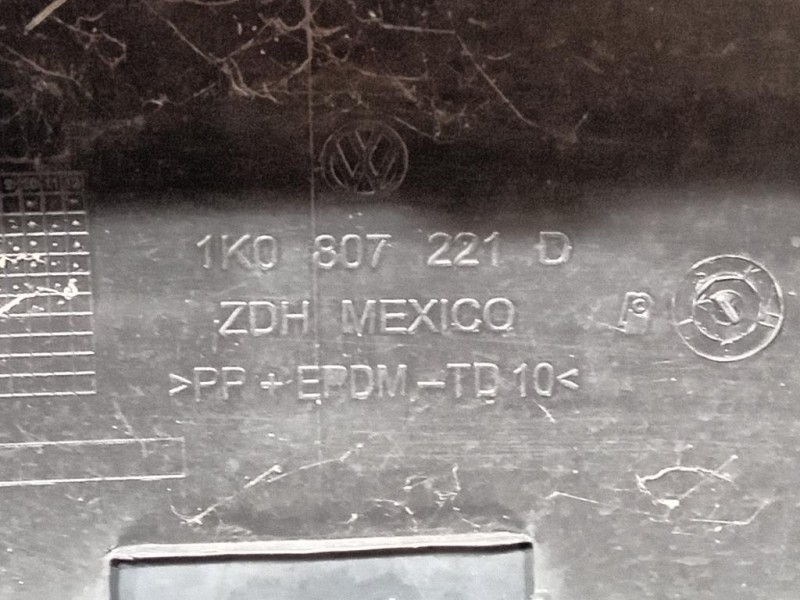 1K0 807 221 D
ZDH MEXICO
>PP + EPDM - TD 10<